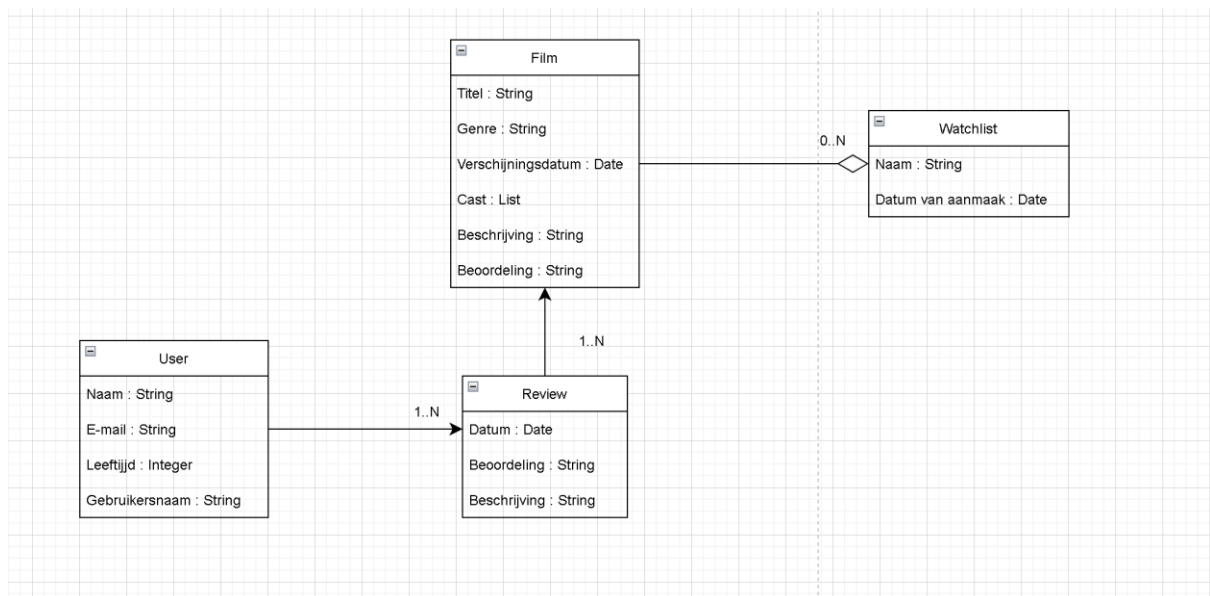 Film
Titel : String
Genre : String
Verschijningsdatum : Date
Cast : List
Beschrijving : String
Beoordeling : String
0..N
Watchlist
Naam : String
Datum van aanmaak : Date
1..N
User
Naam : String
E-mail : String
Leeftijjd : Integer
Gebruikersnaam : String
1..N
Review
Datum : Date
Beoordeling : String
Beschrijving : String